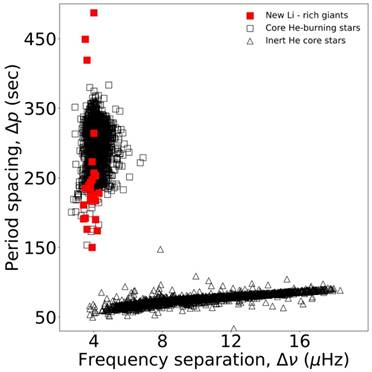 New Li - rich giants
Core He-burning stars
Inert He core stars
450
350
250
150
50
Period spacing, Δp (sec)
4
8
12
16
Frequency separation, Δν (μHz)